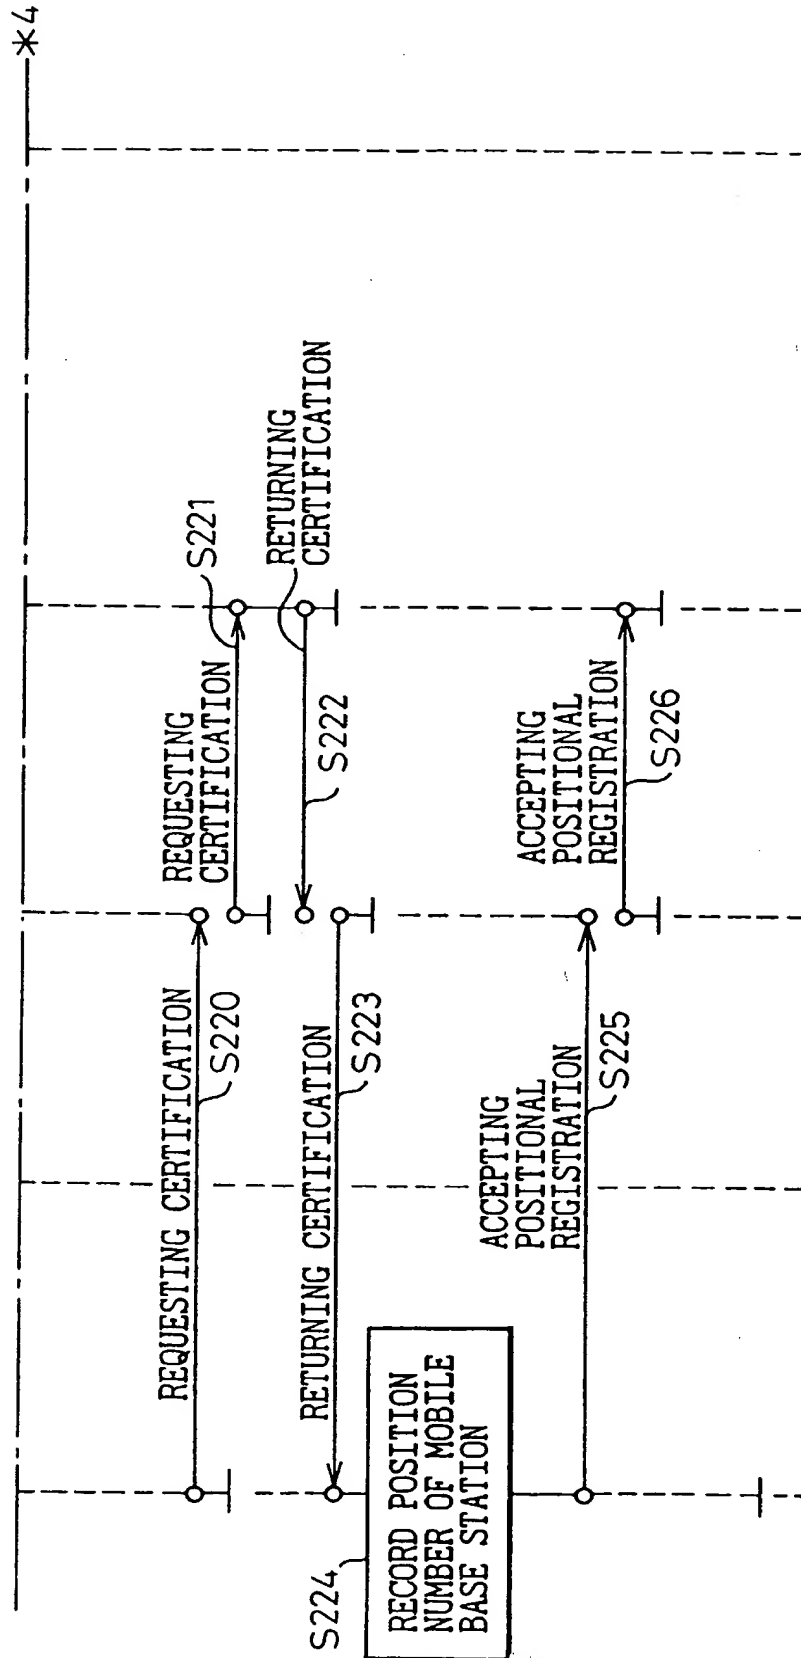 *4
REQUESTING CERTIFICATION
S220
REQUESTING
CERTIFICATION
S221
RETURNING
CERTIFICATION
S222
RETURNING CERTIFICATION
S223
S224
RECORD POSITION
NUMBER OF MOBILE
BASE STATION
ACCEPTING
POSITIONAL
REGISTRATION
S225
ACCEPTING
POSITIONAL
REGISTRATION
S226